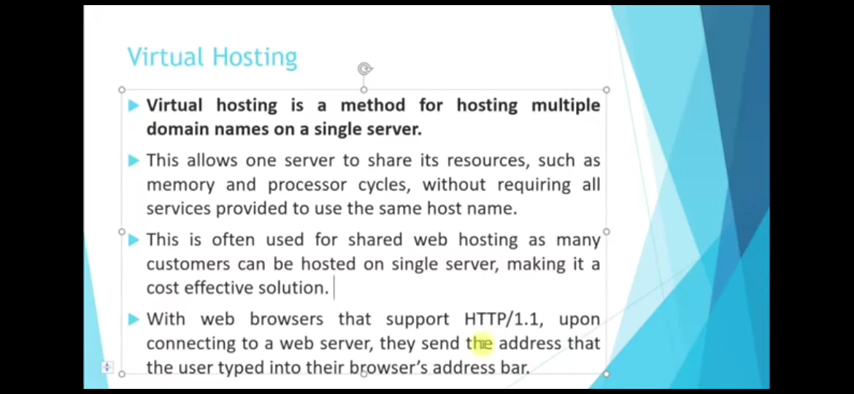 Virtual Hosting
Virtual hosting is a method for hosting multiple
domain names on a single server.
This allows one server to share its resources, such as
memory and processor cycles, without requiring all
services provided to use the same host name.
This is often used for shared web hosting as many
customers can be hosted on single server, making it a
cost effective solution.
With web browsers that support HTTP/1.1, upon
connecting to a web server, they send the address that
the user typed into their browser's address bar.